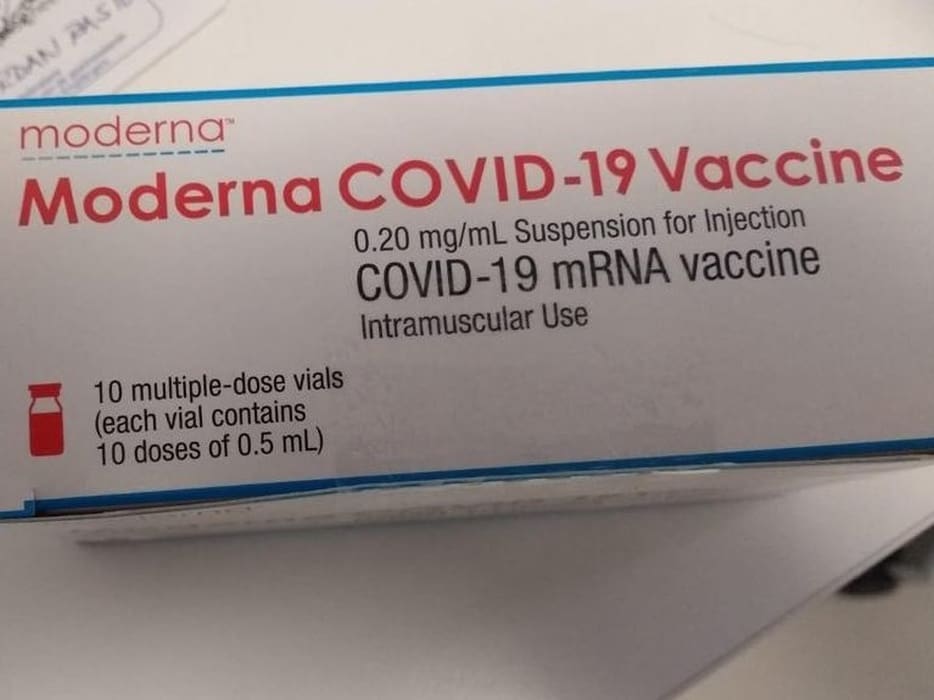 moderna™
Moderna COVID-19 Vaccine
0.20 mg/mL Suspension for Injection
COVID-19 mRNA vaccine
Intramuscular Use
10 multiple-dose vials
(each vial contains
10 doses of 0.5 mL)